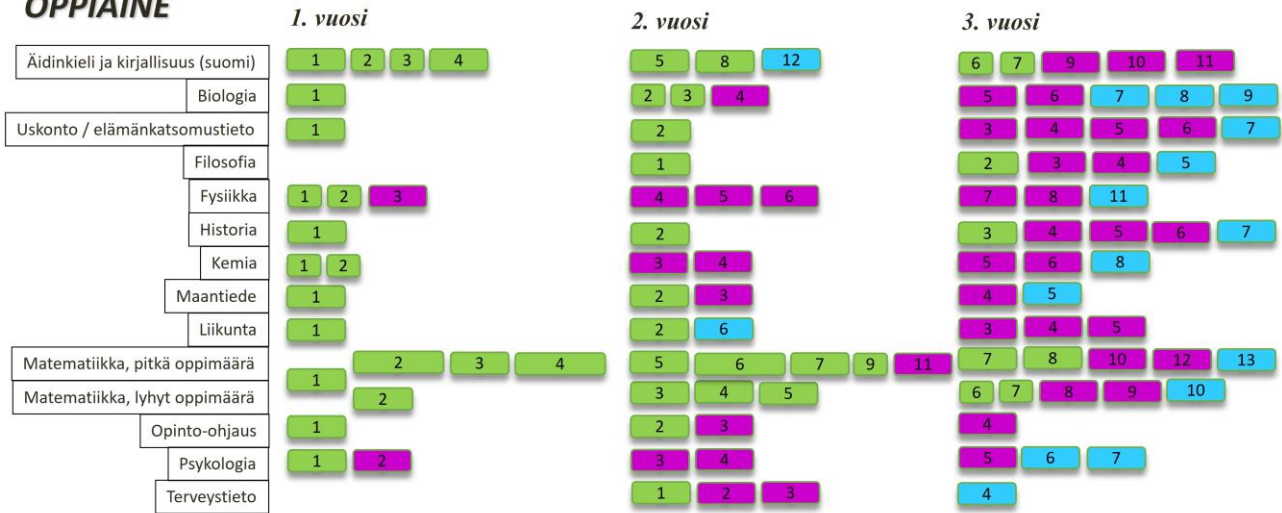 OPPIAINE 1. vuosi 2. vuosi 3. vuosi
Äidinkieli ja kirjallisuus (suomi) 1 2 3 4 5 8 12 6 7 9 10 11
Biologia 1 2 3 4 5 6 7 8 9
Uskonto / elämänkatsomustieto 1 2 3 4 5 6 7
Filosofia 1 2 3 4 5
Fysiikka 1 2 3 4 5 6 7 8 11
Historia 1 2 3 4 5 6 7
Kemia 1 2 3 4 5 6 8
Maantiede 1 2 3 4 5
Liikunta 1 2 6 3 4 5
Matematiikka, pitkä oppimäärä 2 3 4 5 6 7 9 11 7 8 10 12 13
1
Matematiikka, lyhyt oppimäärä 2 3 4 5 6 7 8 9 10
Opinto-ohjaus 1 2 3 4
Psykologia 1 2 3 4 5 6 7
Terveystieto 1 2 3 4